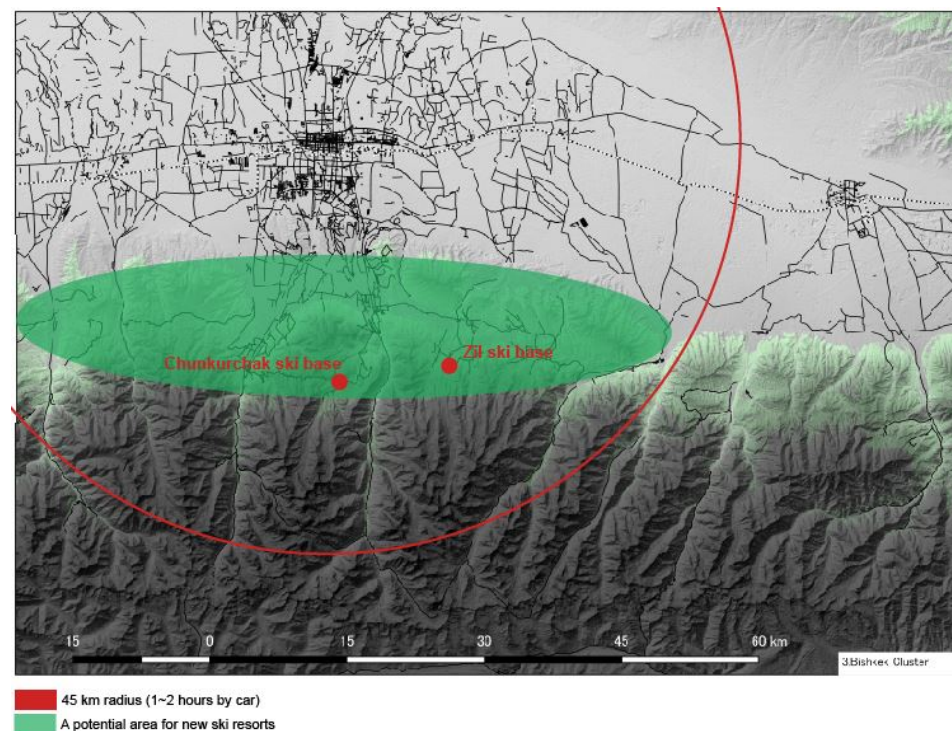 Zil ski base
Chunkurchak ski base
15 0 15 30 45 60 km
3.Bishkek Cluster
45 km radius (1~2 hours by car)
A potential area for new ski resorts